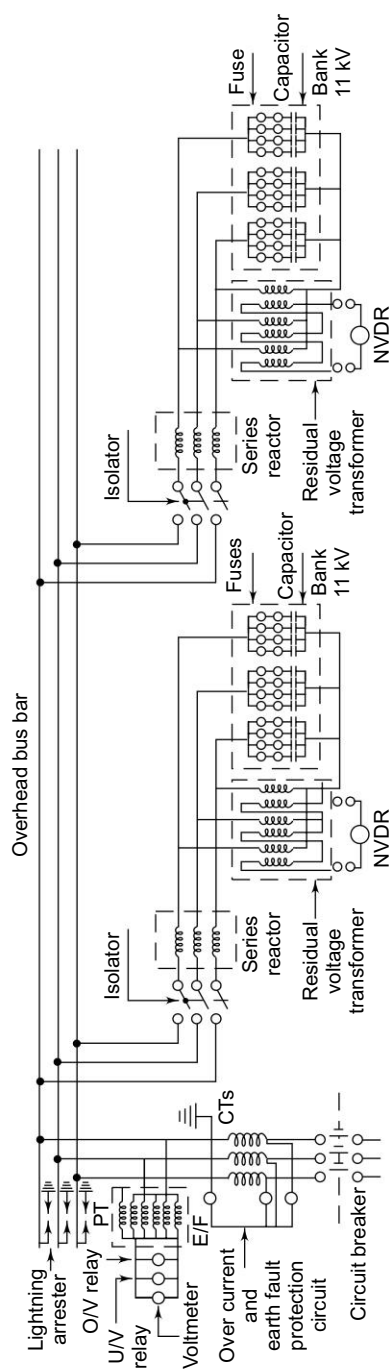 Overhead bus bar
Lightning
arrester
O/V relay
U/V
relay
Voltmeter
PT
E/F
CTs
Over current
and
earth fault
protection
circuit
Circuit breaker
Isolator
Series
reactor
Residual
voltage
transformer
NVDR
Fuses
Capacitor
Bank
11 kV
Isolator
Series
reactor
Residual
voltage
transformer
NVDR
Fuse
Capacitor
Bank
11 kV